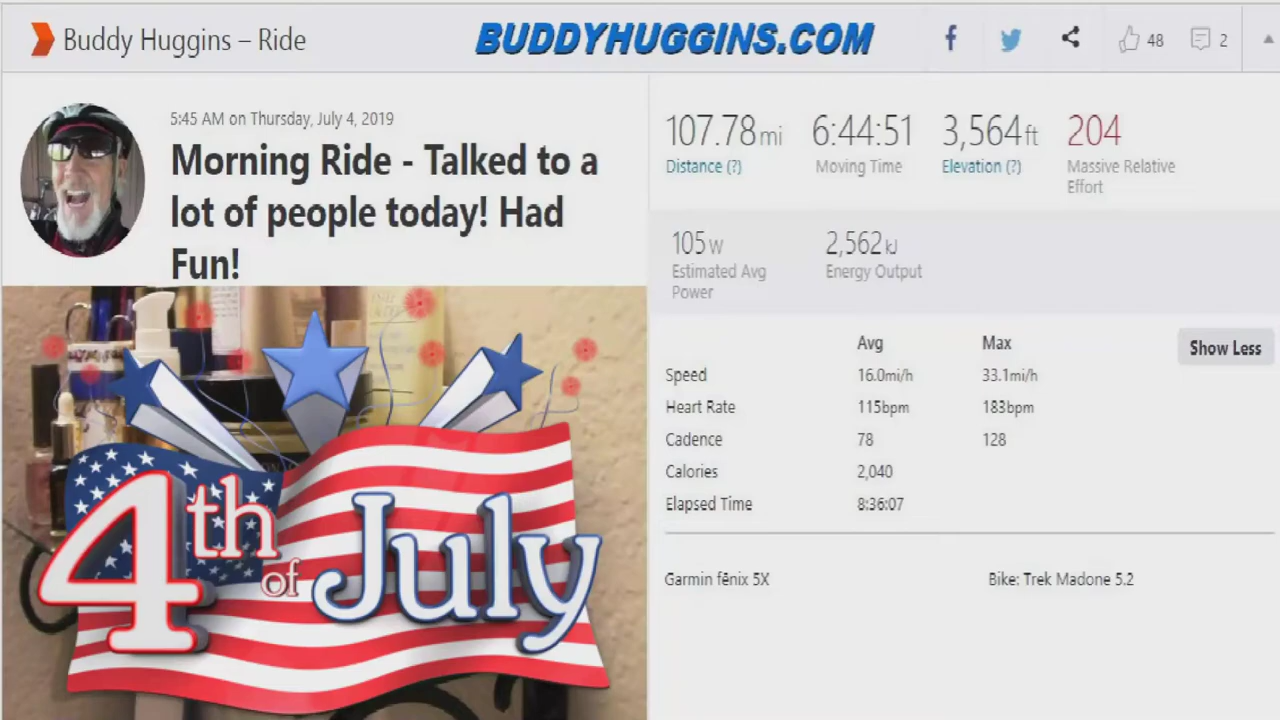 Buddy Huggins – Ride
BUDDYHUGGINS.COM
48
2
5:45 AM on Thursday, July 4, 2019
Morning Ride - Talked to a
lot of people today! Had
Fun!
4th of July
107.78mi
Distance (?)
6:44:51
Moving Time
3,564ft
Elevation (?)
204
Massive Relative
Effort
105W
Estimated Avg
Power
2,562kJ
Energy Output
Avg Max
Show Less
Speed 16.0mi/h 33.1mi/h
Heart Rate 115bpm 183bpm
Cadence 78 128
Calories 2,040
Elapsed Time 8:36:07
Garmin fēnix 5X
Bike: Trek Madone 5.2